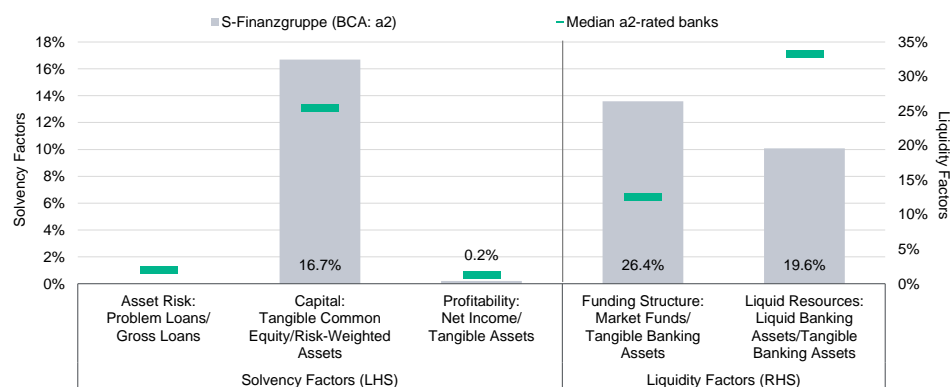 S-Finanzgruppe (BCA: a2)
Median a2-rated banks
18%
16%
14%
12%
10%
8%
6%
4%
2%
0%
Solvency Factors
35%
30%
25%
20%
15%
10%
5%
0%
Liquidity Factors
16.7%
0.2%
26.4%
19.6%
Asset Risk:
Problem Loans/
Gross Loans
Capital:
Tangible Common
Equity/Risk-Weighted
Assets
Profitability:
Net Income/
Tangible Assets
Funding Structure:
Market Funds/
Tangible Banking
Assets
Liquid Resources:
Liquid Banking
Assets/Tangible
Banking Assets
Solvency Factors (LHS)
Liquidity Factors (RHS)